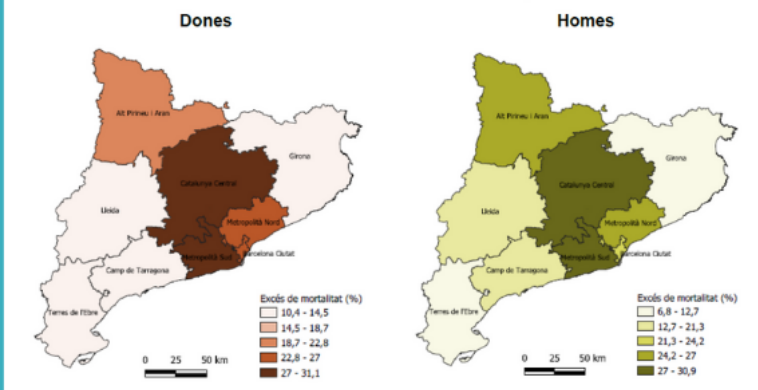 Dones
Alt Pirineu i Aran
Girona
Catalunya Central
Lleida
Metropolità Nord
Barcelona Ciutat
Metropolità Sud
Camp de Tarragona
Terres de l'Ebre
Excés de mortalitat (%)
10,4 - 14,5
14,5 - 18,7
18,7 - 22,8
22,8 - 27
27 - 31,1
0 25 50 km
Homes
Alt Pirineu i Aran
Girona
Catalunya Central
Lleida
Metropolità Nord
Barcelona Ciutat
Metropolità Sud
Camp de Tarragona
Terres de l'Ebre
Excés de mortalitat (%)
6,8 - 12,7
12,7 - 21,3
21,3 - 24,2
24,2 - 27
27 - 30,9
0 25 50 km